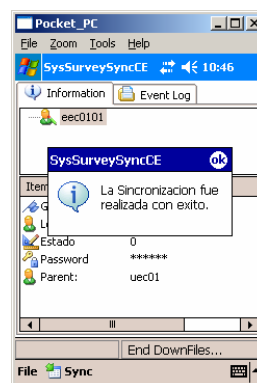 Pocket_PC
File Zoom Tools Help
SysSurveySyncCE 10:46
Information Event Log
eec0101
SysSurveySyncCE ok
La Sincronizacion fue
realizada con exito.
Item
G
Estado 0
Password ******
Parent: uec01
End DownFiles...
File Sync